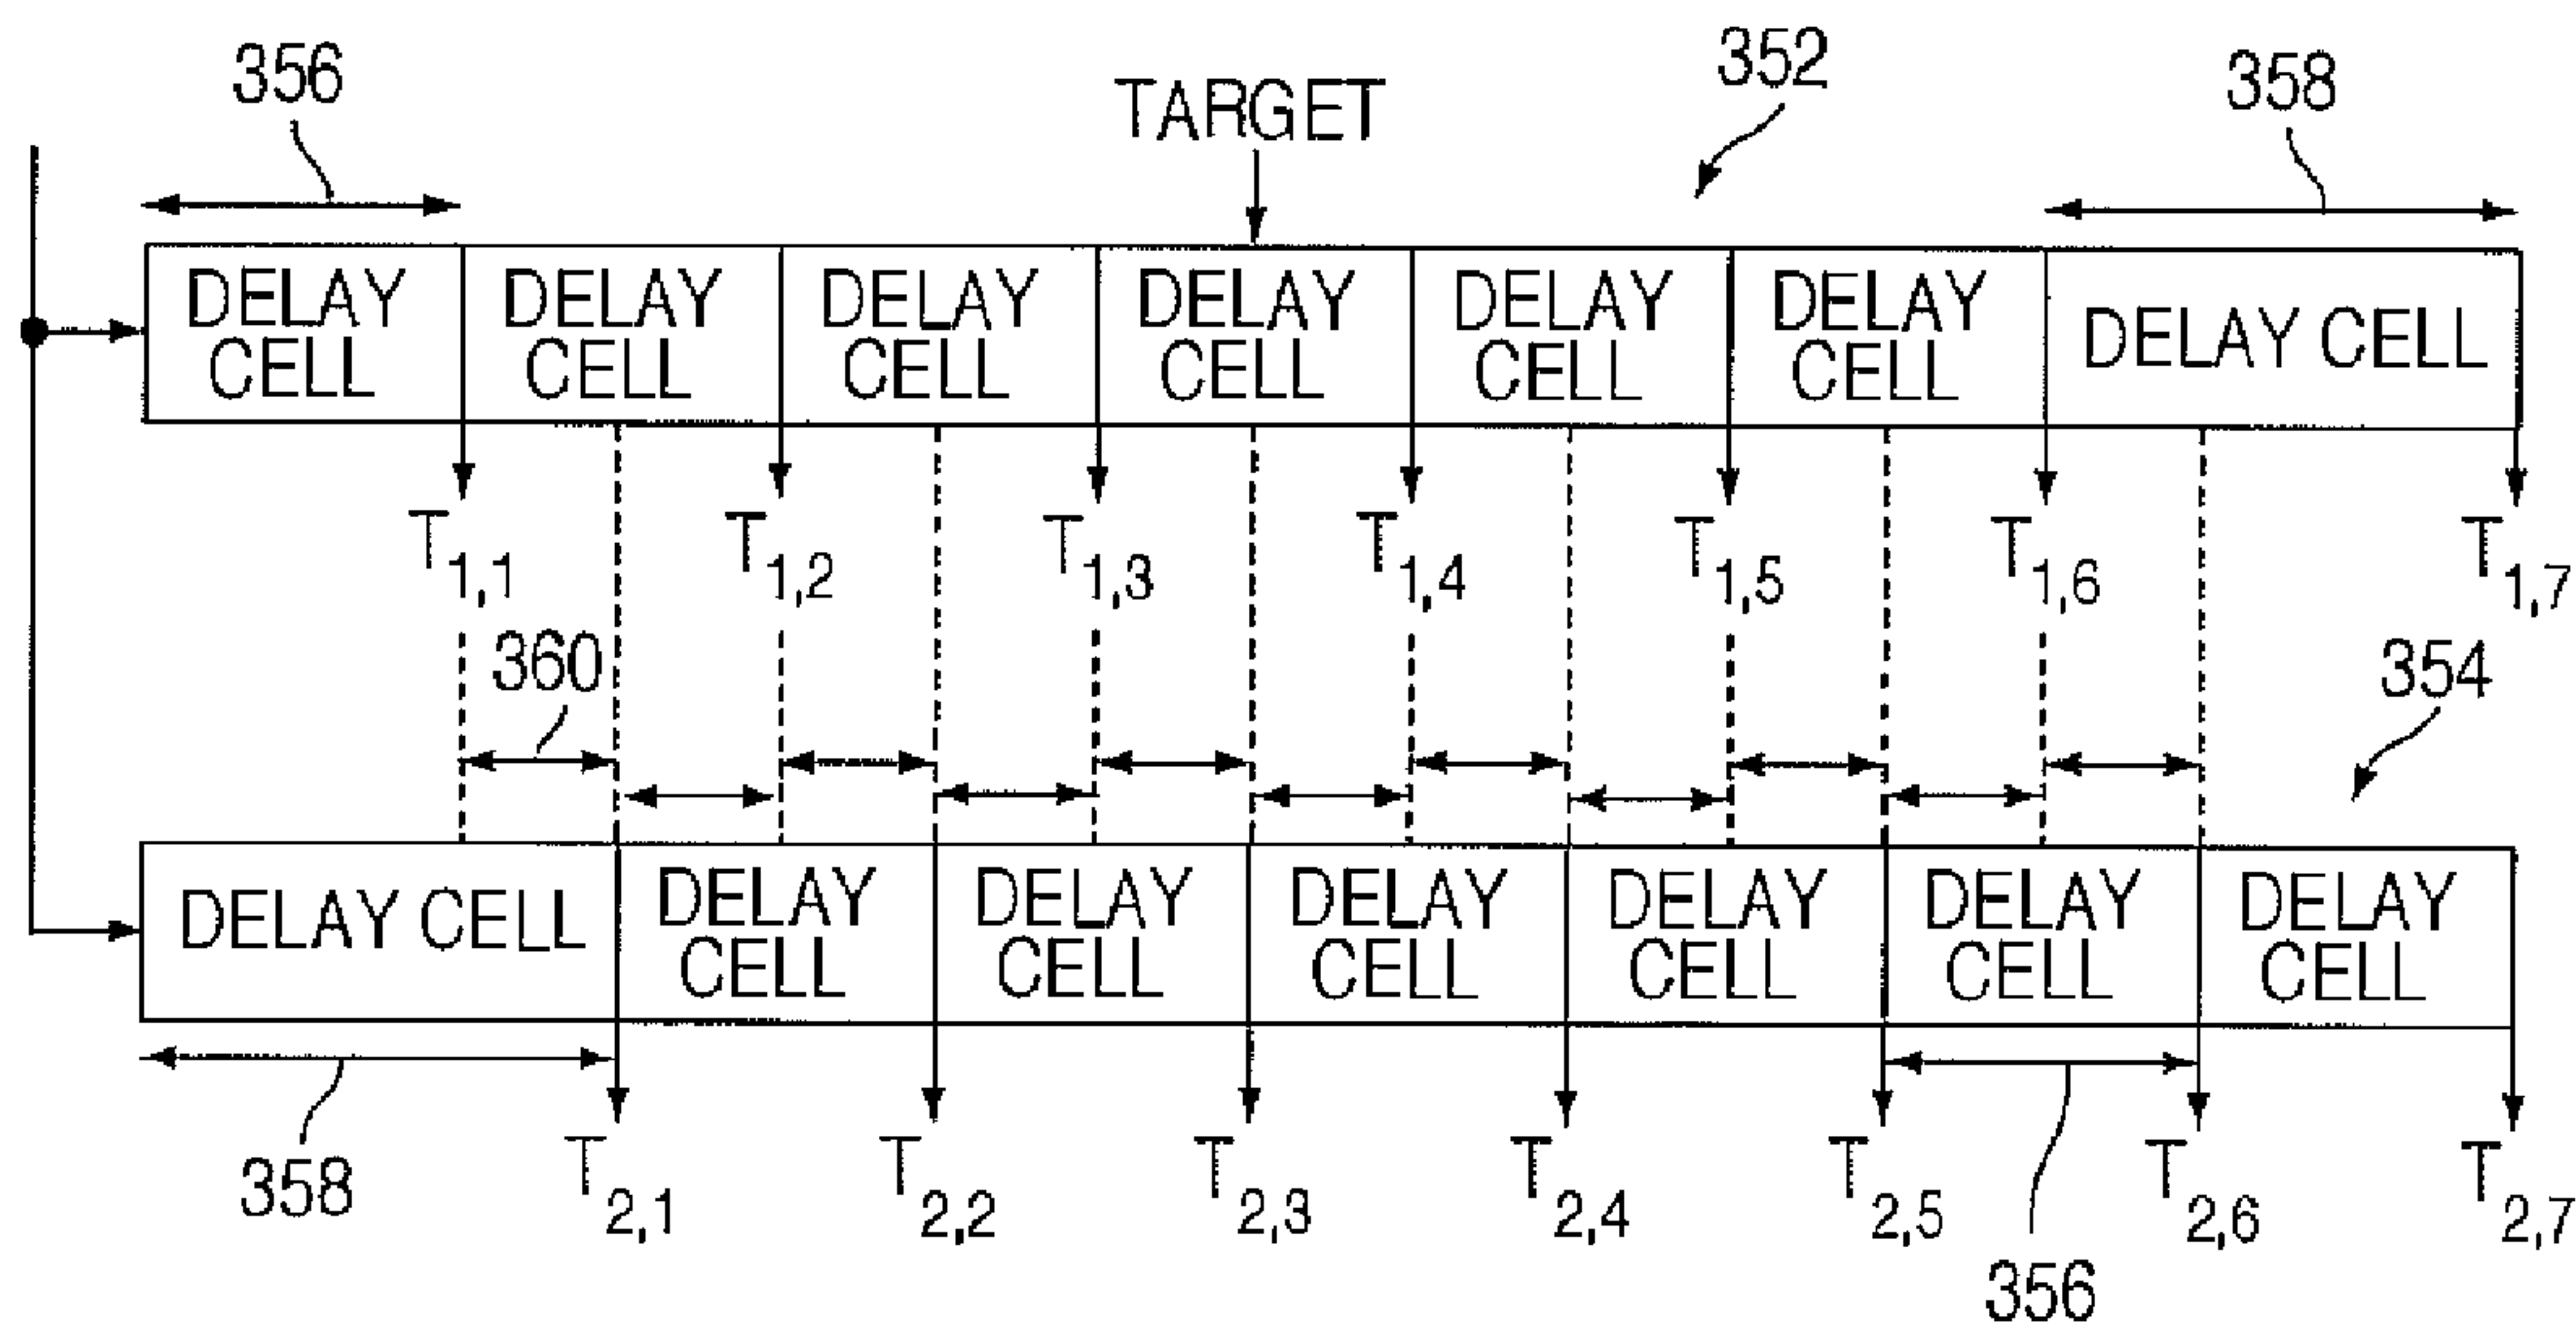 356
TARGET
352
358
DELAY CELL
DELAY CELL
DELAY CELL
DELAY CELL
DELAY CELL
DELAY CELL
DELAY CELL
T1,1
T1,2
T1,3
T1,4
T1,5
T1,6
T1,7
360
354
DELAY CELL
DELAY CELL
DELAY CELL
DELAY CELL
DELAY CELL
DELAY CELL
DELAY CELL
358
T2,1
T2,2
T2,3
T2,4
T2,5
T2,6
T2,7
356